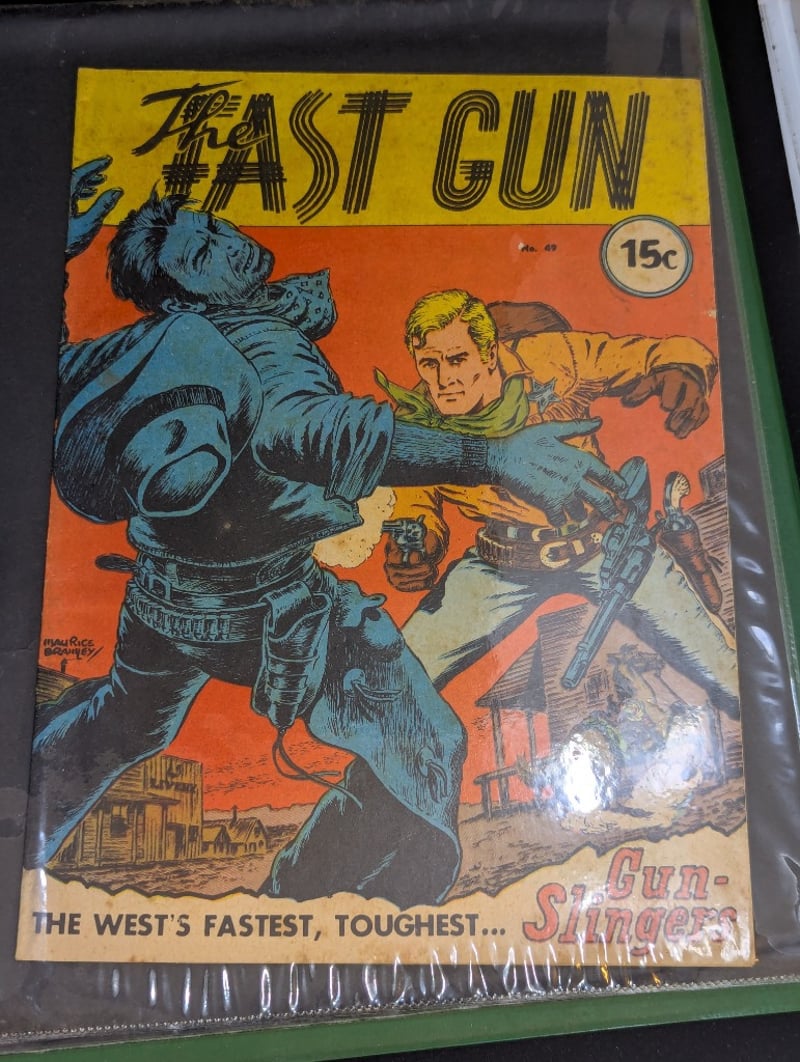 The FAST GUN
No. 49
15c
MAURICE
BRAMLEY
THE WEST'S FASTEST, TOUGHEST... Gun-
Slingers